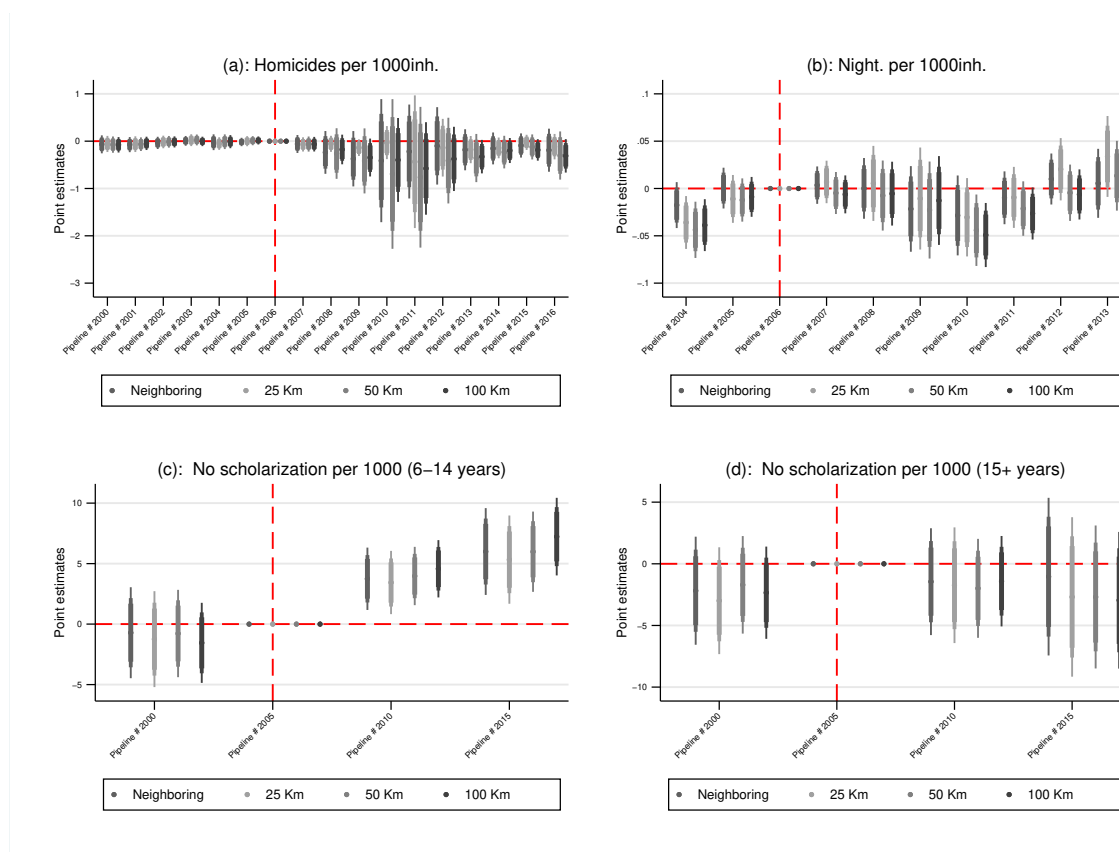 (a): Homicides per 1000inh.
Point estimates
1
0
−1
−2
−3
Pipeline # 2000
Pipeline # 2001
Pipeline # 2002
Pipeline # 2003
Pipeline # 2004
Pipeline # 2005
Pipeline # 2006
Pipeline # 2007
Pipeline # 2008
Pipeline # 2009
Pipeline # 2010
Pipeline # 2011
Pipeline # 2012
Pipeline # 2013
Pipeline # 2014
Pipeline # 2015
Pipeline # 2016
Neighboring 25 Km 50 Km 100 Km
(b): Night. per 1000inh.
Point estimates
.1
.05
0
−.05
−.1
Pipeline # 2004
Pipeline # 2005
Pipeline # 2006
Pipeline # 2007
Pipeline # 2008
Pipeline # 2009
Pipeline # 2010
Pipeline # 2011
Pipeline # 2012
Pipeline # 2013
Neighboring 25 Km 50 Km 100 Km
(c): No scholarization per 1000 (6−14 years)
Point estimates
10
5
0
−5
Pipeline # 2000
Pipeline # 2005
Pipeline # 2010
Pipeline # 2015
Neighboring 25 Km 50 Km 100 Km
(d): No scholarization per 1000 (15+ years)
Point estimates
5
0
−5
−10
Pipeline # 2000
Pipeline # 2005
Pipeline # 2010
Pipeline # 2015
Neighboring 25 Km 50 Km 100 Km